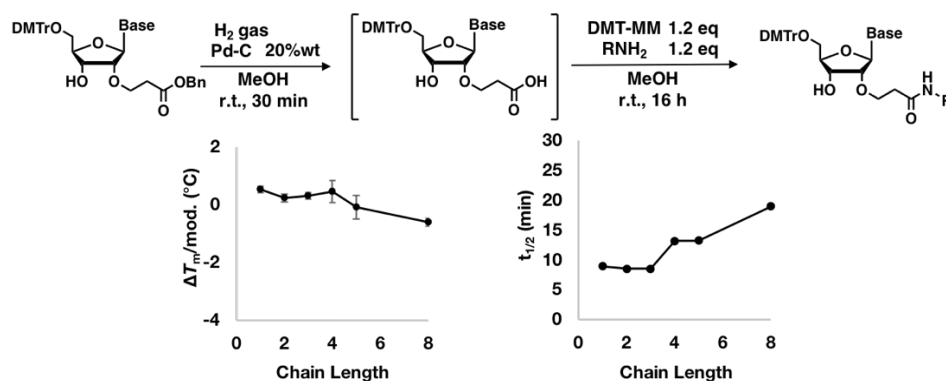 DMTrO
Base
O
HO
O
OBn
O
H2 gas
Pd-C 20%wt
MeOH
r.t., 30 min
DMTrO
Base
O
HO
O
OH
O
DMT-MM 1.2 eq
RNH2 1.2 eq
MeOH
r.t., 16 h
DMTrO
Base
O
HO
O
H
N
O
ΔTm/mod. (°C)
2
0
-2
-4
0 2 4 6 8
Chain Length
t1/2 (min)
30
25
20
15
10
5
0
0 2 4 6 8
Chain Length